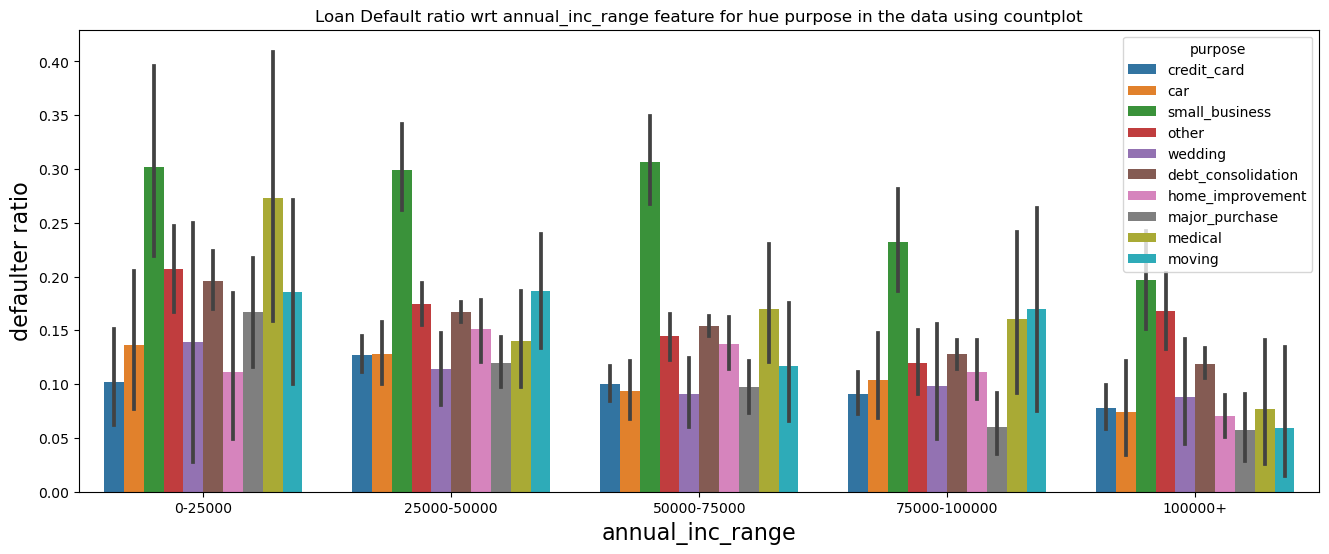 Loan Default ratio wrt annual_inc_range feature for hue purpose in the data using countplot
defaulter ratio
0.40
0.35
0.30
0.25
0.20
0.15
0.10
0.05
0.00
purpose
credit_card
car
small_business
other
wedding
debt_consolidation
home_improvement
major_purchase
medical
moving
0-25000 25000-50000 50000-75000 75000-100000 100000+
annual_inc_range